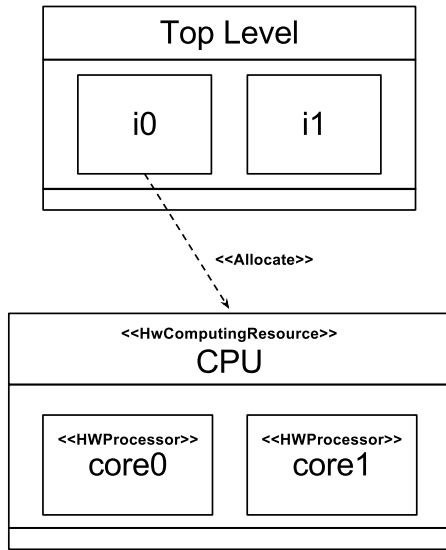 Top Level
i0
i1
<<Allocate>>
<<HwComputingResource>>
CPU
<<HWProcessor>>
core0
<<HWProcessor>>
core1